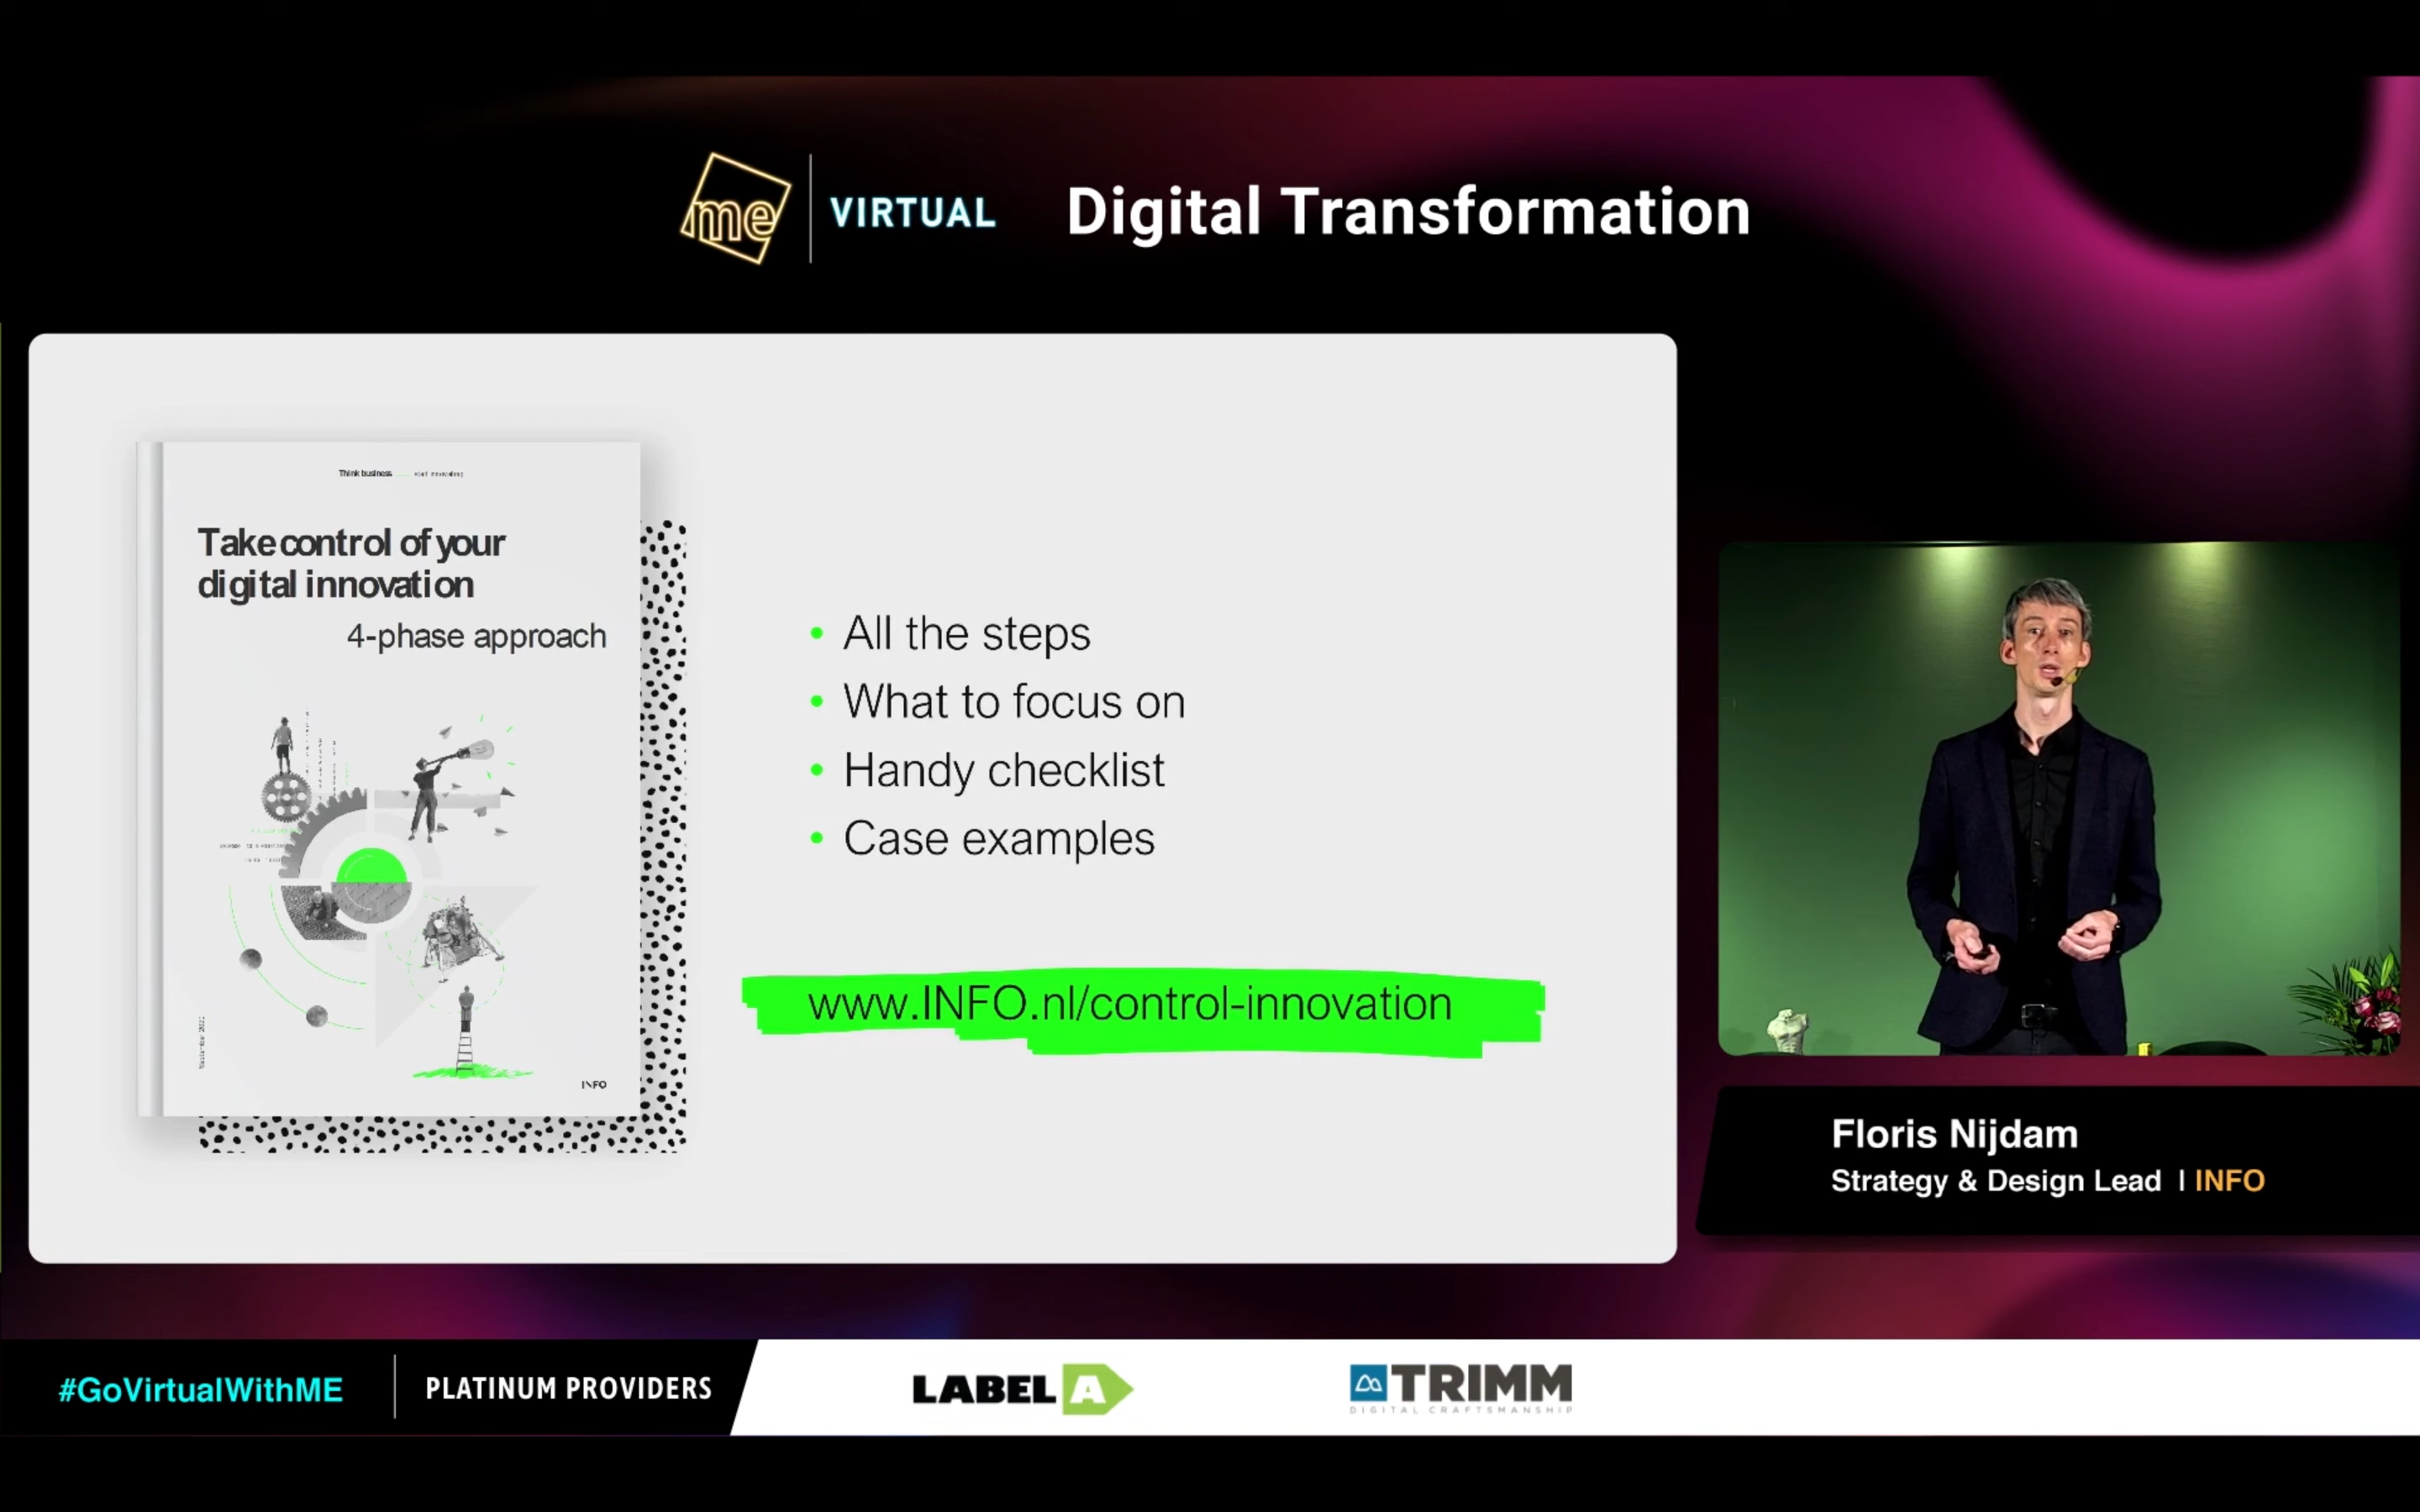 me
VIRTUAL
Digital Transformation
Think business
Take control of your
digital innovation
4-phase approach
INFO
• All the steps
• What to focus on
• Handy checklist
• Case examples
www.INFO.nl/control-innovation
Floris Nijdam
Strategy & Design Lead | INFO
#GoVirtualWithME
PLATINUM PROVIDERS
LABEL A
TRIMM
DIGITAL CRAFTSMANSHIP